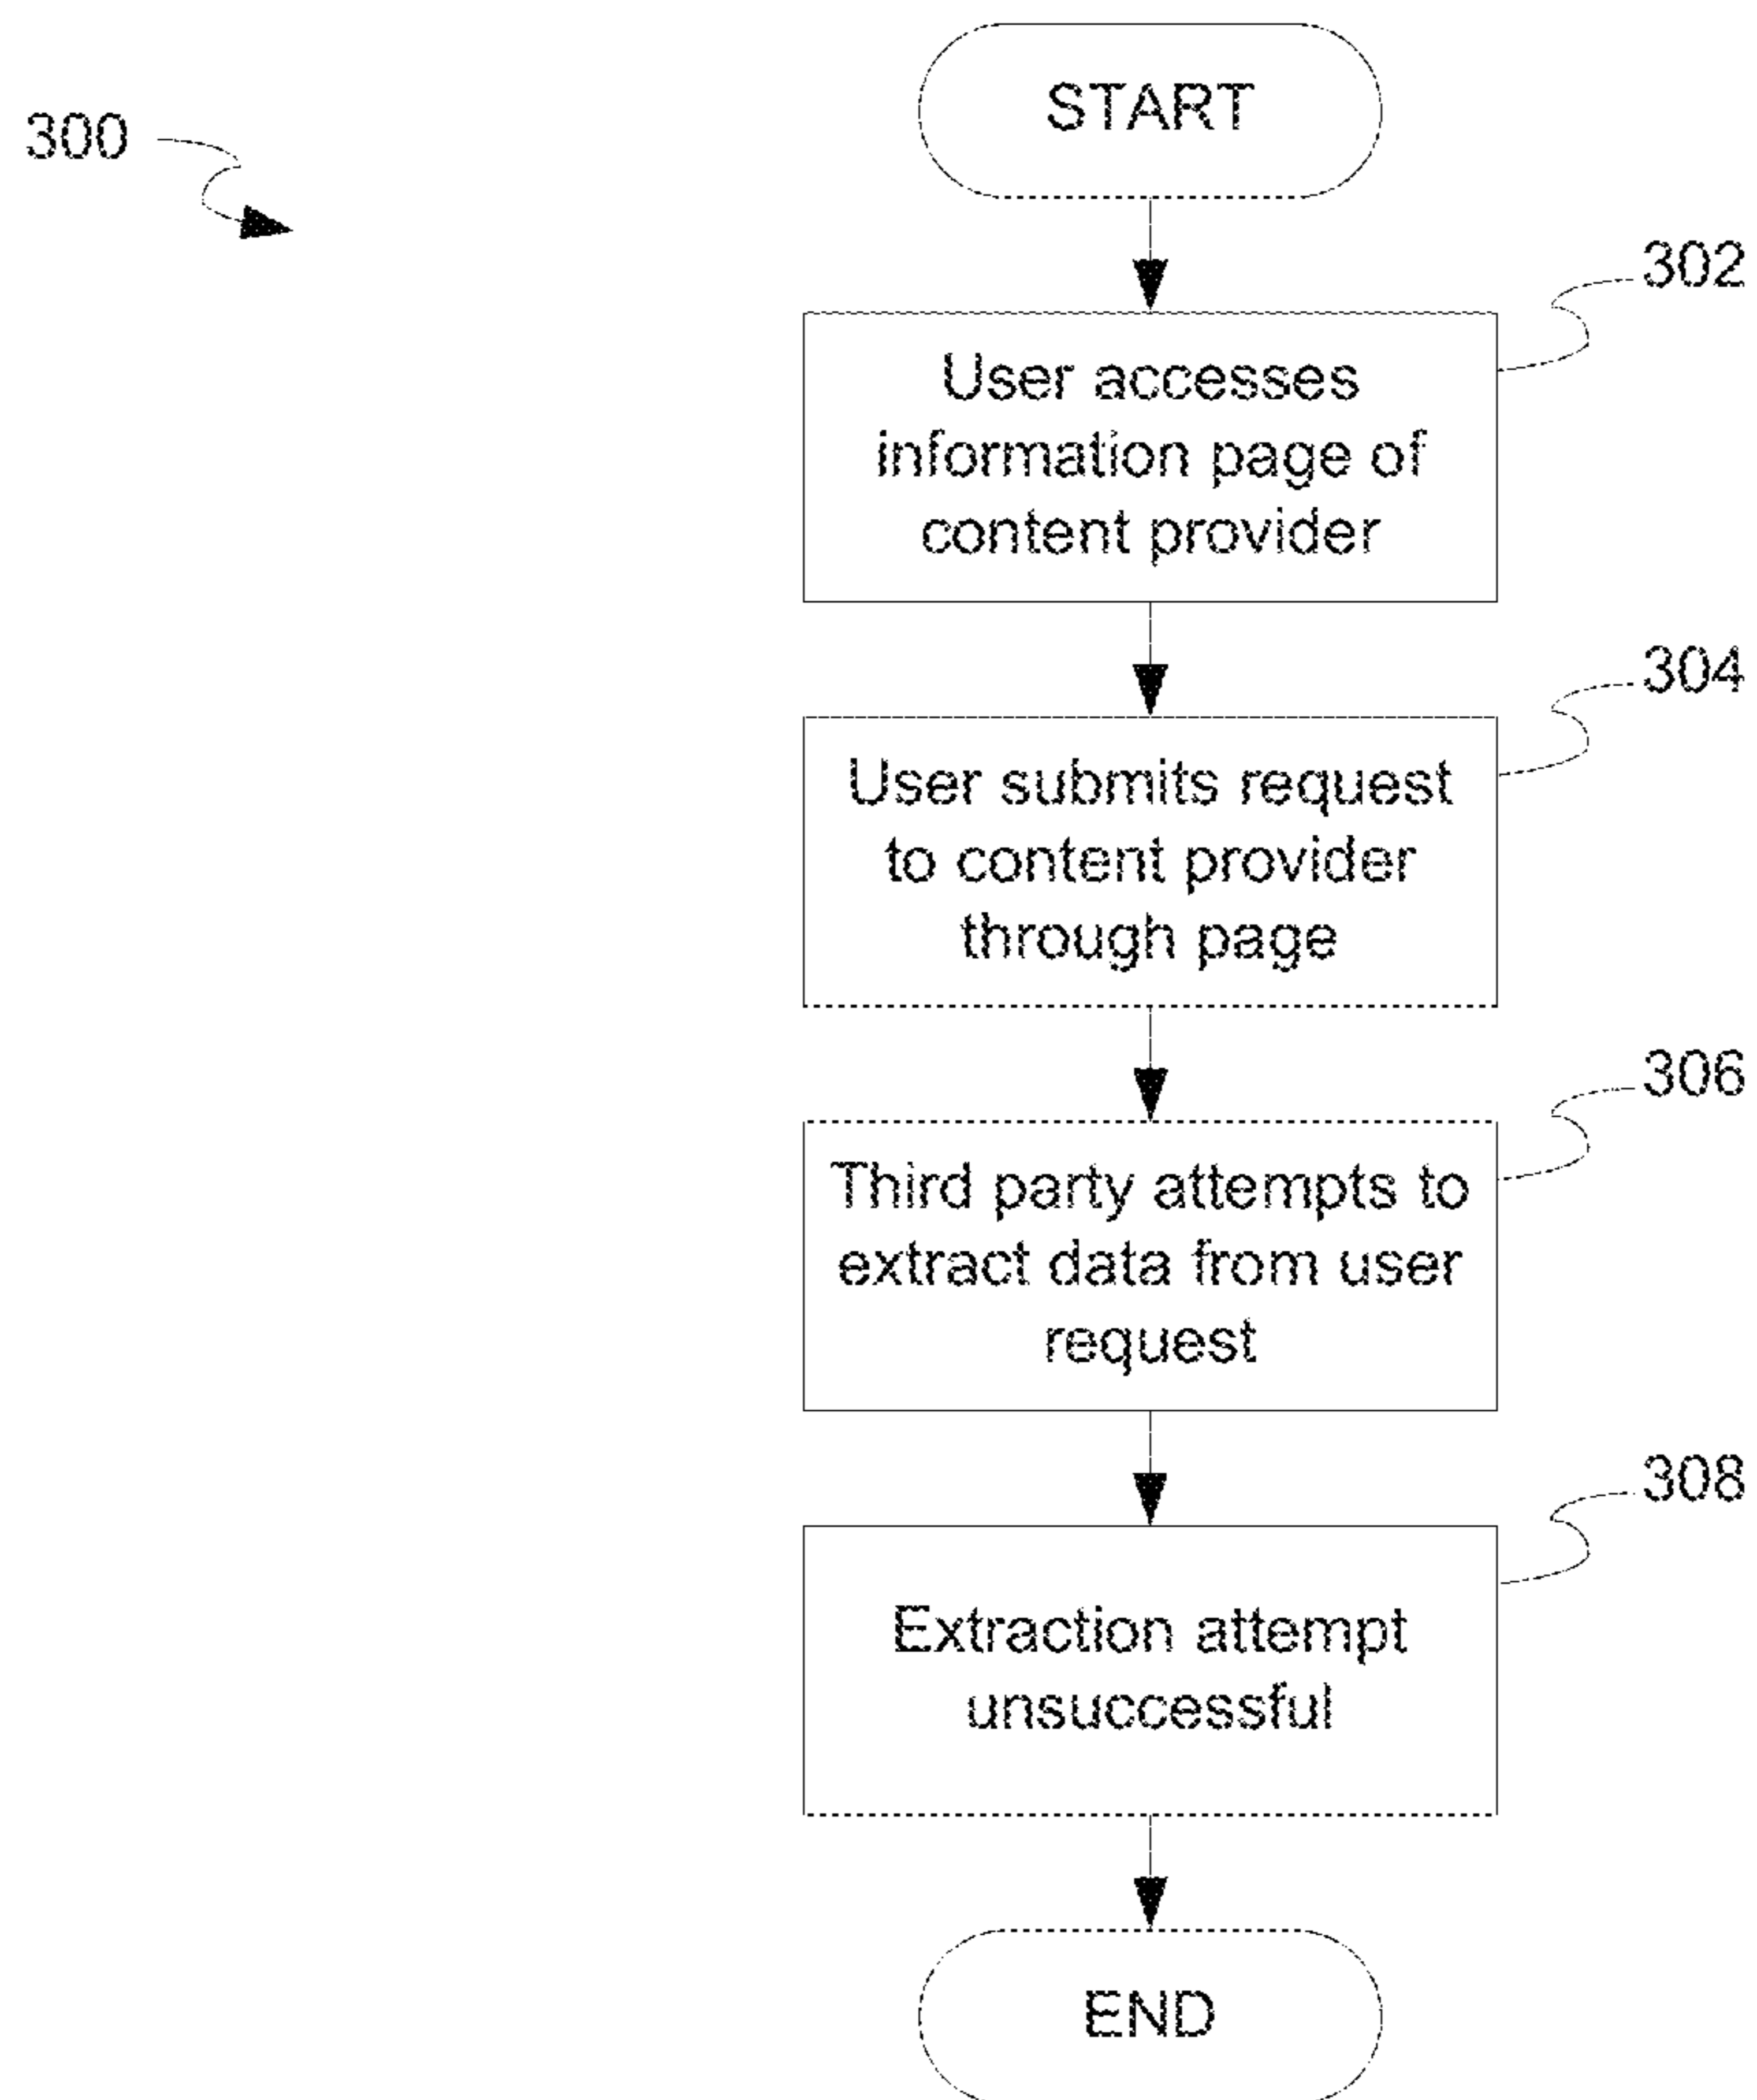 START
300
302
User accesses
information page of
content provider
304
User submits request
to content provider
through page
306
Third party attempts to
extract data from user
request
308
Extraction attempt
unsuccessful
END